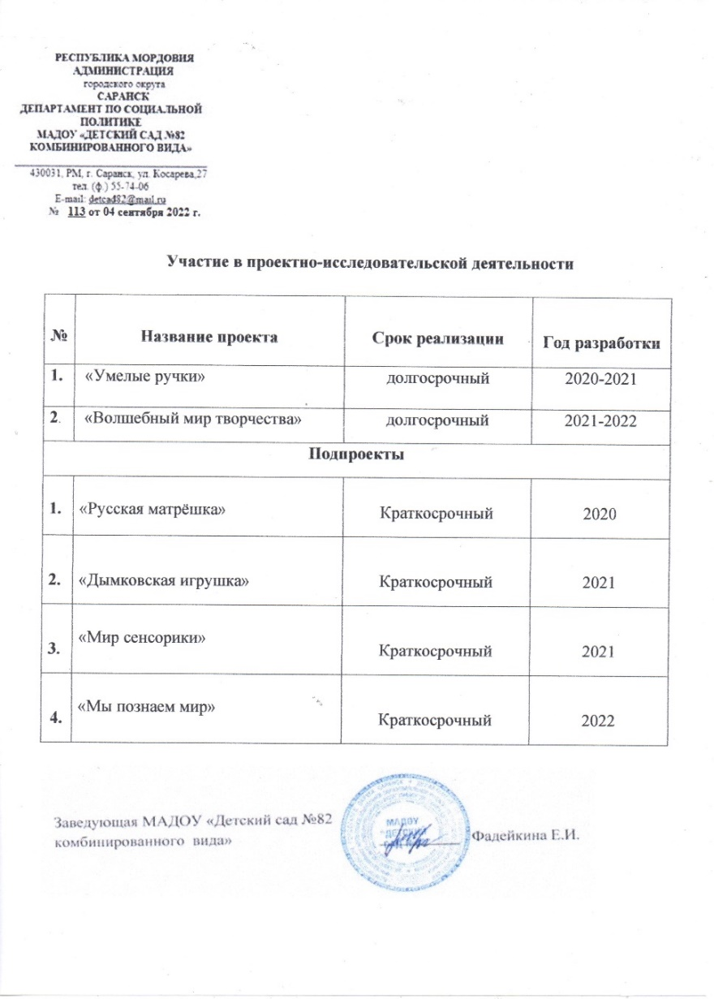 РЕСПУБЛИКА МОРДОВИЯ
АДМИНИСТРАЦИЯ
городского округа
САРАНСК
ДЕПАРТАМЕНТ ПО СОЦИАЛЬНОЙ
ПОЛИТИКЕ
МАДОУ «ДЕТСКИЙ САД №82
КОМБИНИРОВАННОГО ВИДА»
430031, РМ, г. Саранск, ул. Косарева,27
тел. (ф.) 55-74-06
E-mail: detcad82@mail.ru
№ 113 от 04 сентября 2022 г.
Участие в проектно-исследовательской деятельности
№ Название проекта Срок реализации Год разработки
1. «Умелые ручки» долгосрочный 2020-2021
2. «Волшебный мир творчества» долгосрочный 2021-2022
Подпроекты
1. «Русская матрёшка» Краткосрочный 2020
2. «Дымковская игрушка» Краткосрочный 2021
3. «Мир сенсорики» Краткосрочный 2021
4. «Мы познаем мир» Краткосрочный 2022
Заведующая МАДОУ «Детский сад №82
комбинированного вида» Фадейкина Е.И.
МАДОУ
"ДЕТСКИЙ